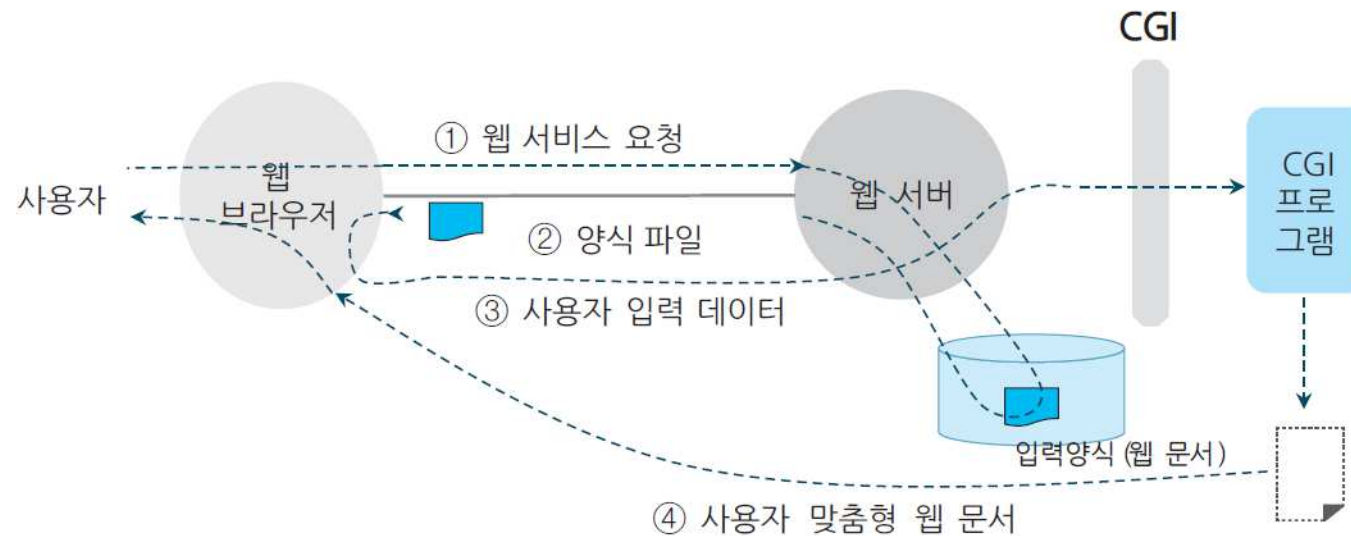 CGI
① 웹 서비스 요청
사용자
웹
브라우저
웹 서버
CGI
프로
그램
② 양식 파일
③ 사용자 입력 데이터
입력양식 (웹 문서)
④ 사용자 맞춤형 웹 문서